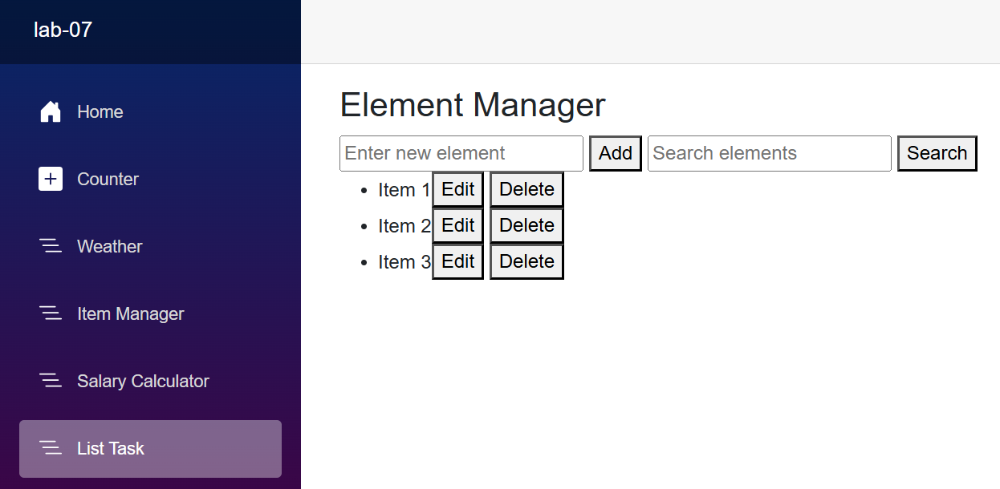 lab-07
Home
Counter
Weather
Item Manager
Salary Calculator
List Task
Element Manager
Enter new element Add Search elements Search
Item 1 Edit Delete
Item 2 Edit Delete
Item 3 Edit Delete